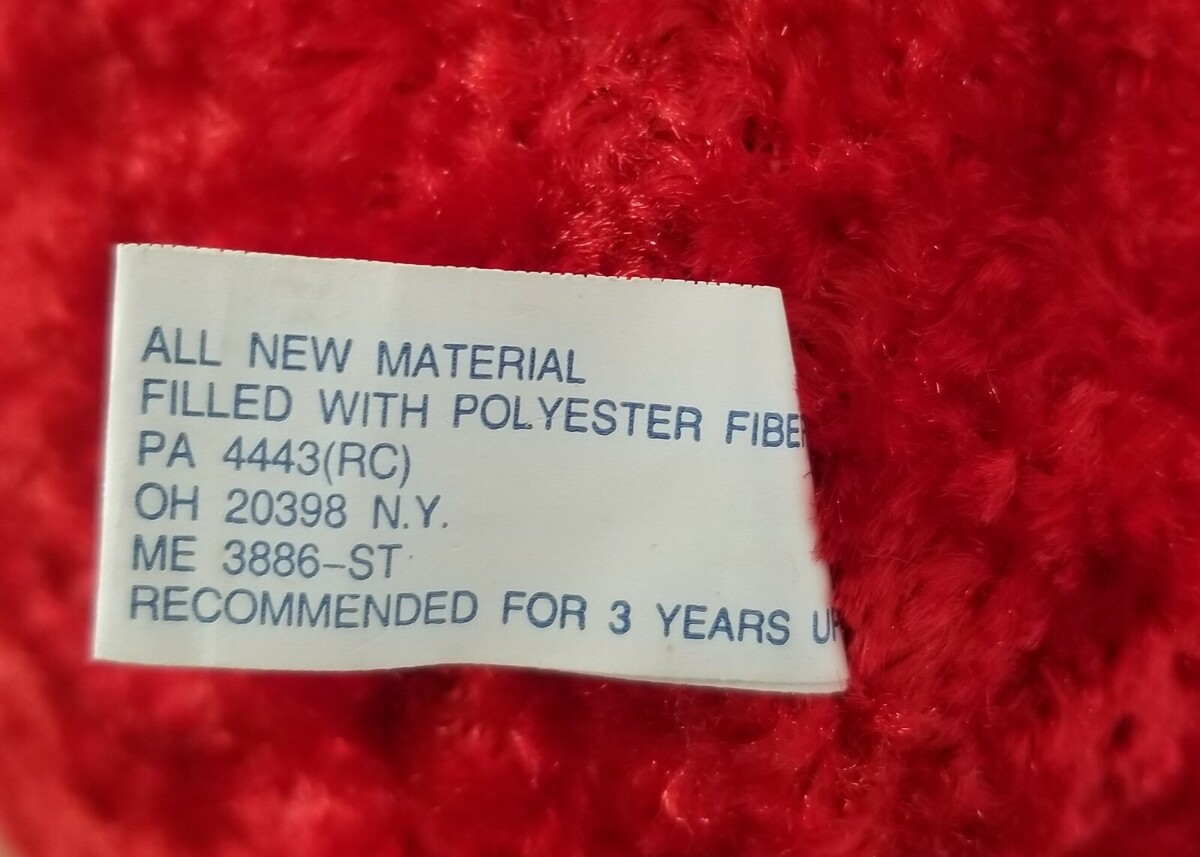 ALL NEW MATERIAL
FILLED WITH POLYESTER FIBE
PA 4443(RC)
OH 20398 N.Y.
ME 3886-ST
RECOMMENDED FOR 3 YEARS UP